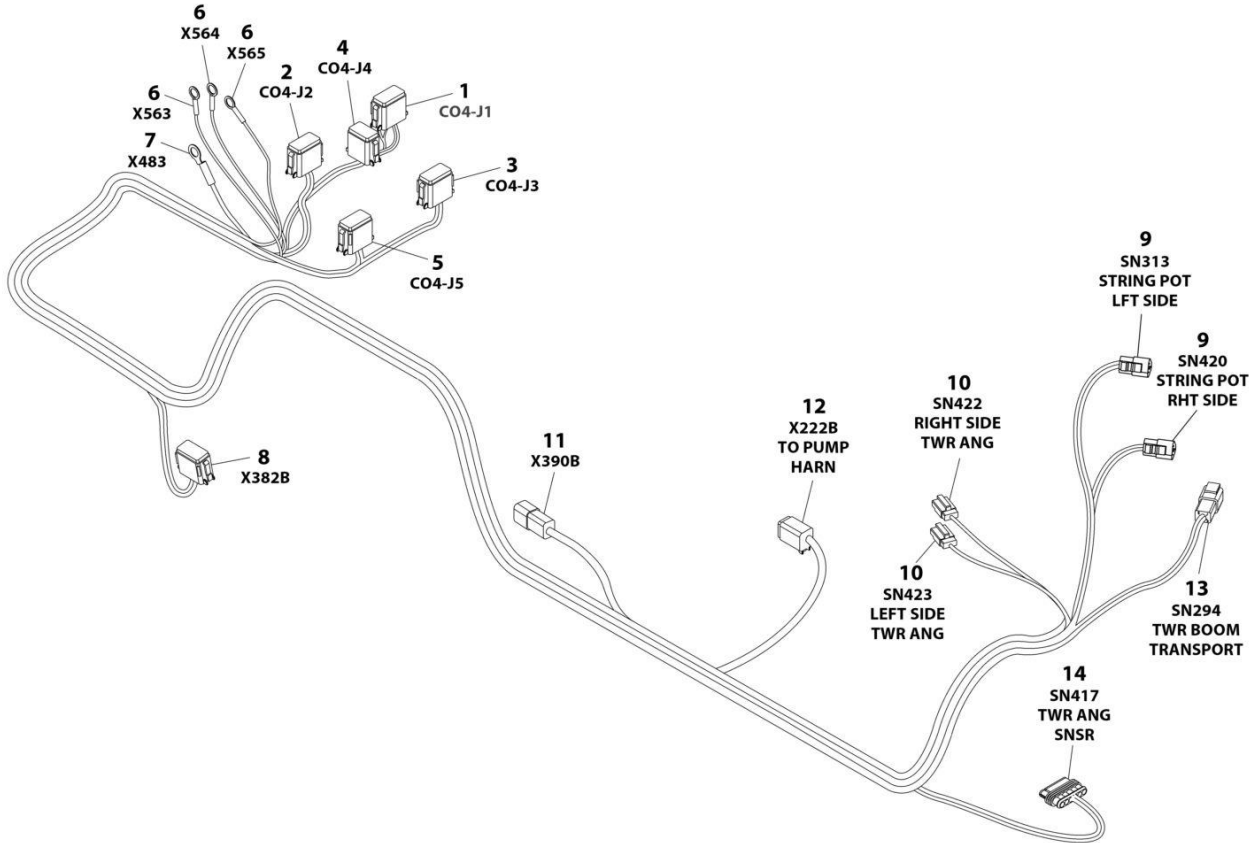 6
X564
6
X565
4
CO4-J4
2
CO4-J2
1
CO4-J1
6
X563
7
X483
3
CO4-J3
5
CO4-J5
9
SN313
STRING POT
LFT SIDE
9
SN420
STRING POT
RHT SIDE
10
SN422
RIGHT SIDE
TWR ANG
12
X222B
TO PUMP
HARN
11
X390B
8
X382B
10
SN423
LEFT SIDE
TWR ANG
13
SN294
TWR BOOM
TRANSPORT
14
SN417
TWR ANG
SNSR